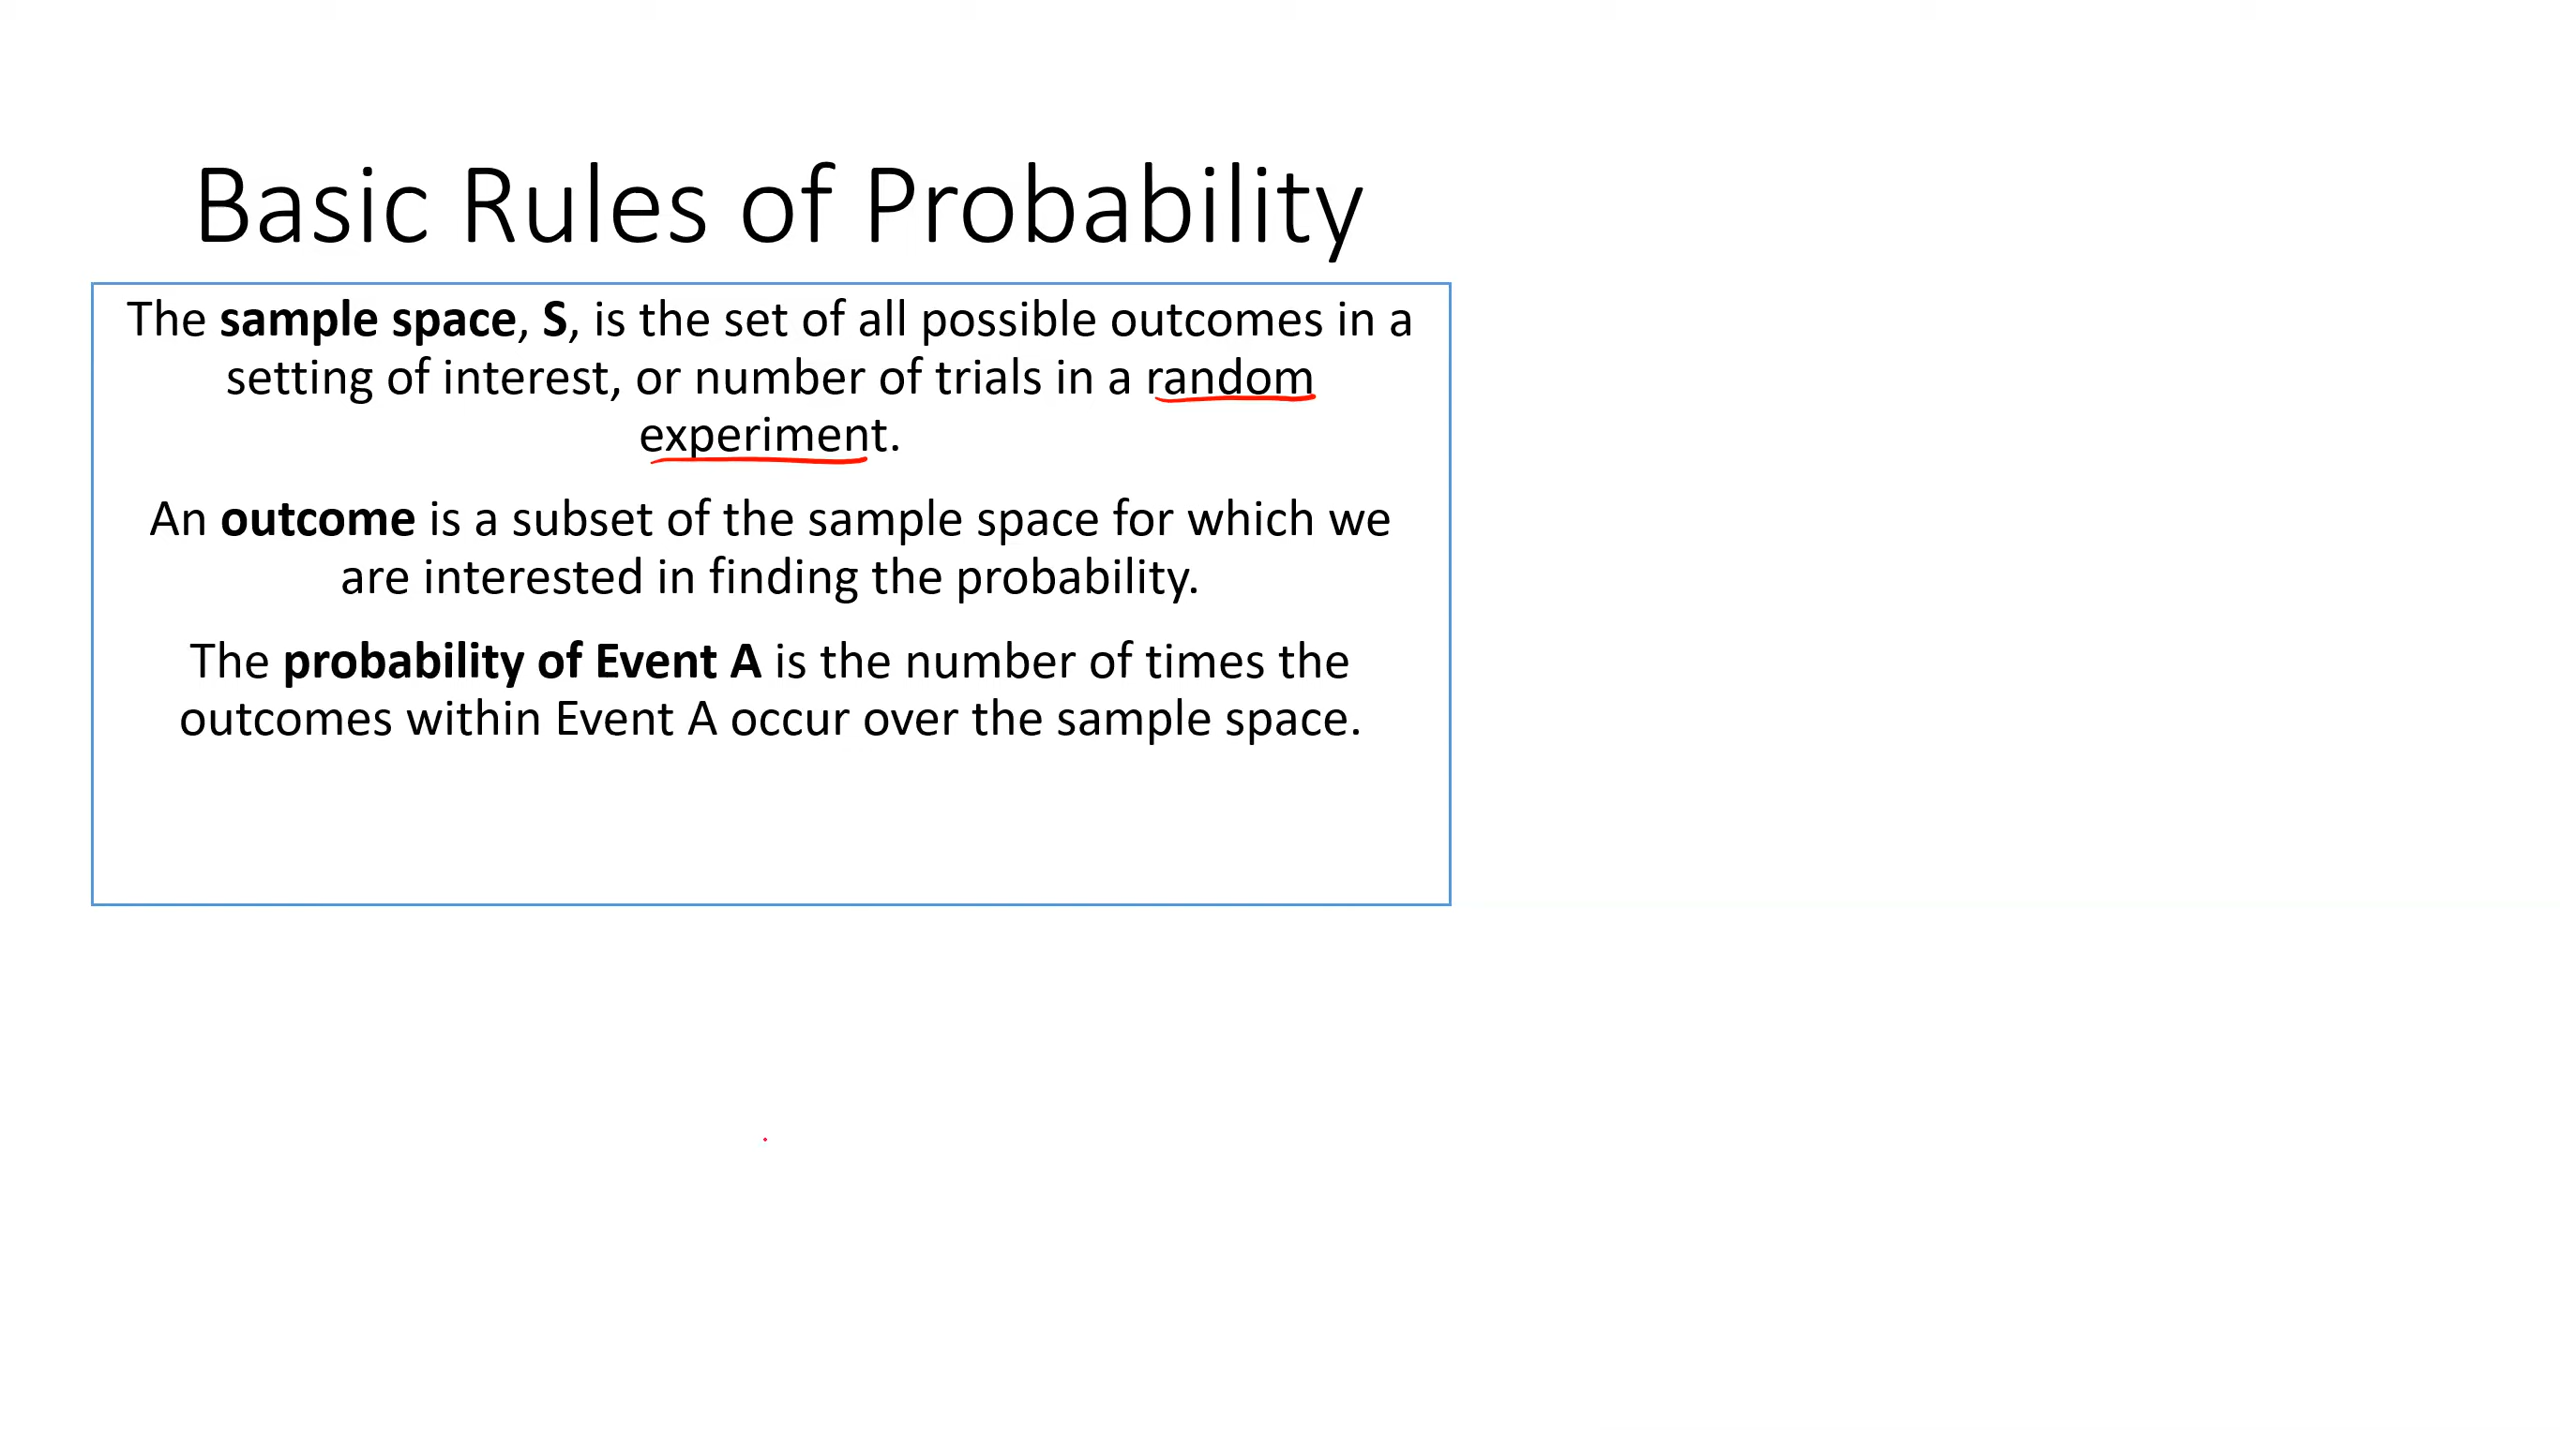 Basic Rules of Probability
The sample space, S, is the set of all possible outcomes in a
setting of interest, or number of trials in a random
experiment.
An outcome is a subset of the sample space for which we
are interested in finding the probability.
The probability of Event A is the number of times the
outcomes within Event A occur over the sample space.